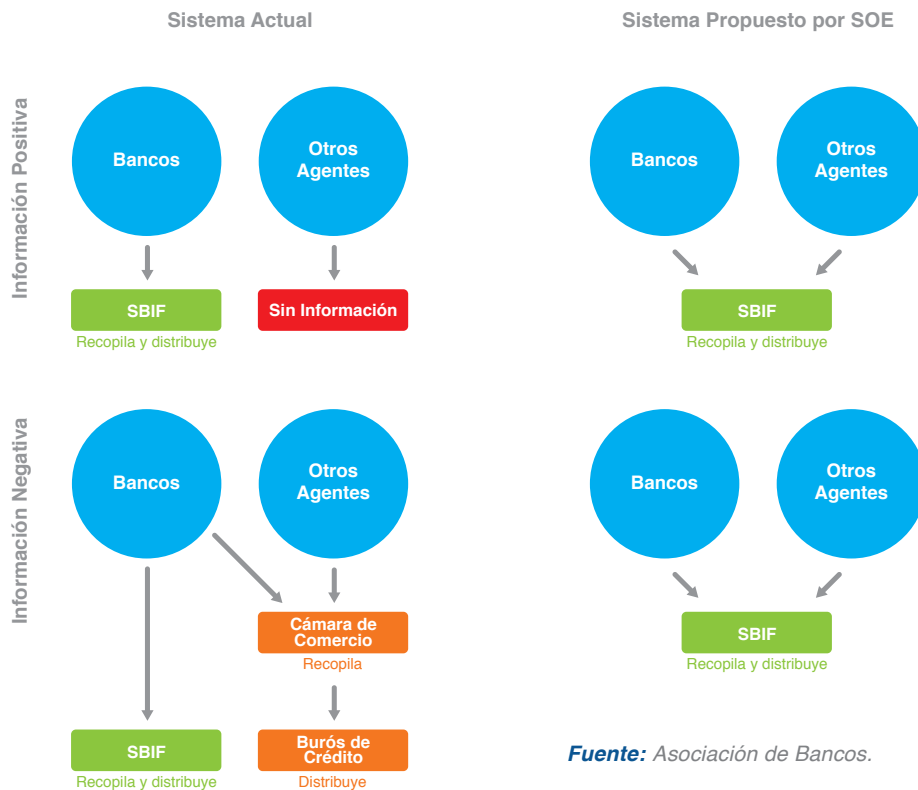 Sistema Actual
Sistema Propuesto por SOE
Información Positiva
Bancos
Otros
Agentes
Bancos
Otros
Agentes
SBIF
Recopila y distribuye
Sin Información
SBIF
Recopila y distribuye
Información Negativa
Bancos
Otros
Agentes
Bancos
Otros
Agentes
Cámara de
Comercio
Recopila
SBIF
Recopila y distribuye
SBIF
Recopila y distribuye
Burós de
Crédito
Distribuye
Fuente: Asociación de Bancos.